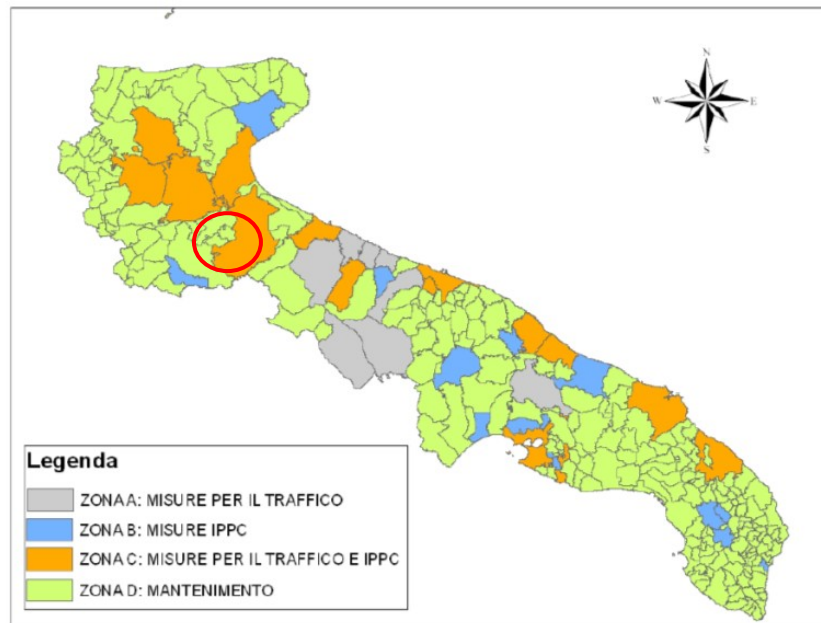 N
W E
S
Legenda
ZONA A: MISURE PER IL TRAFFICO
ZONA B: MISURE IPPC
ZONA C: MISURE PER IL TRAFFICO E IPPC
ZONA D: MANTENIMENTO